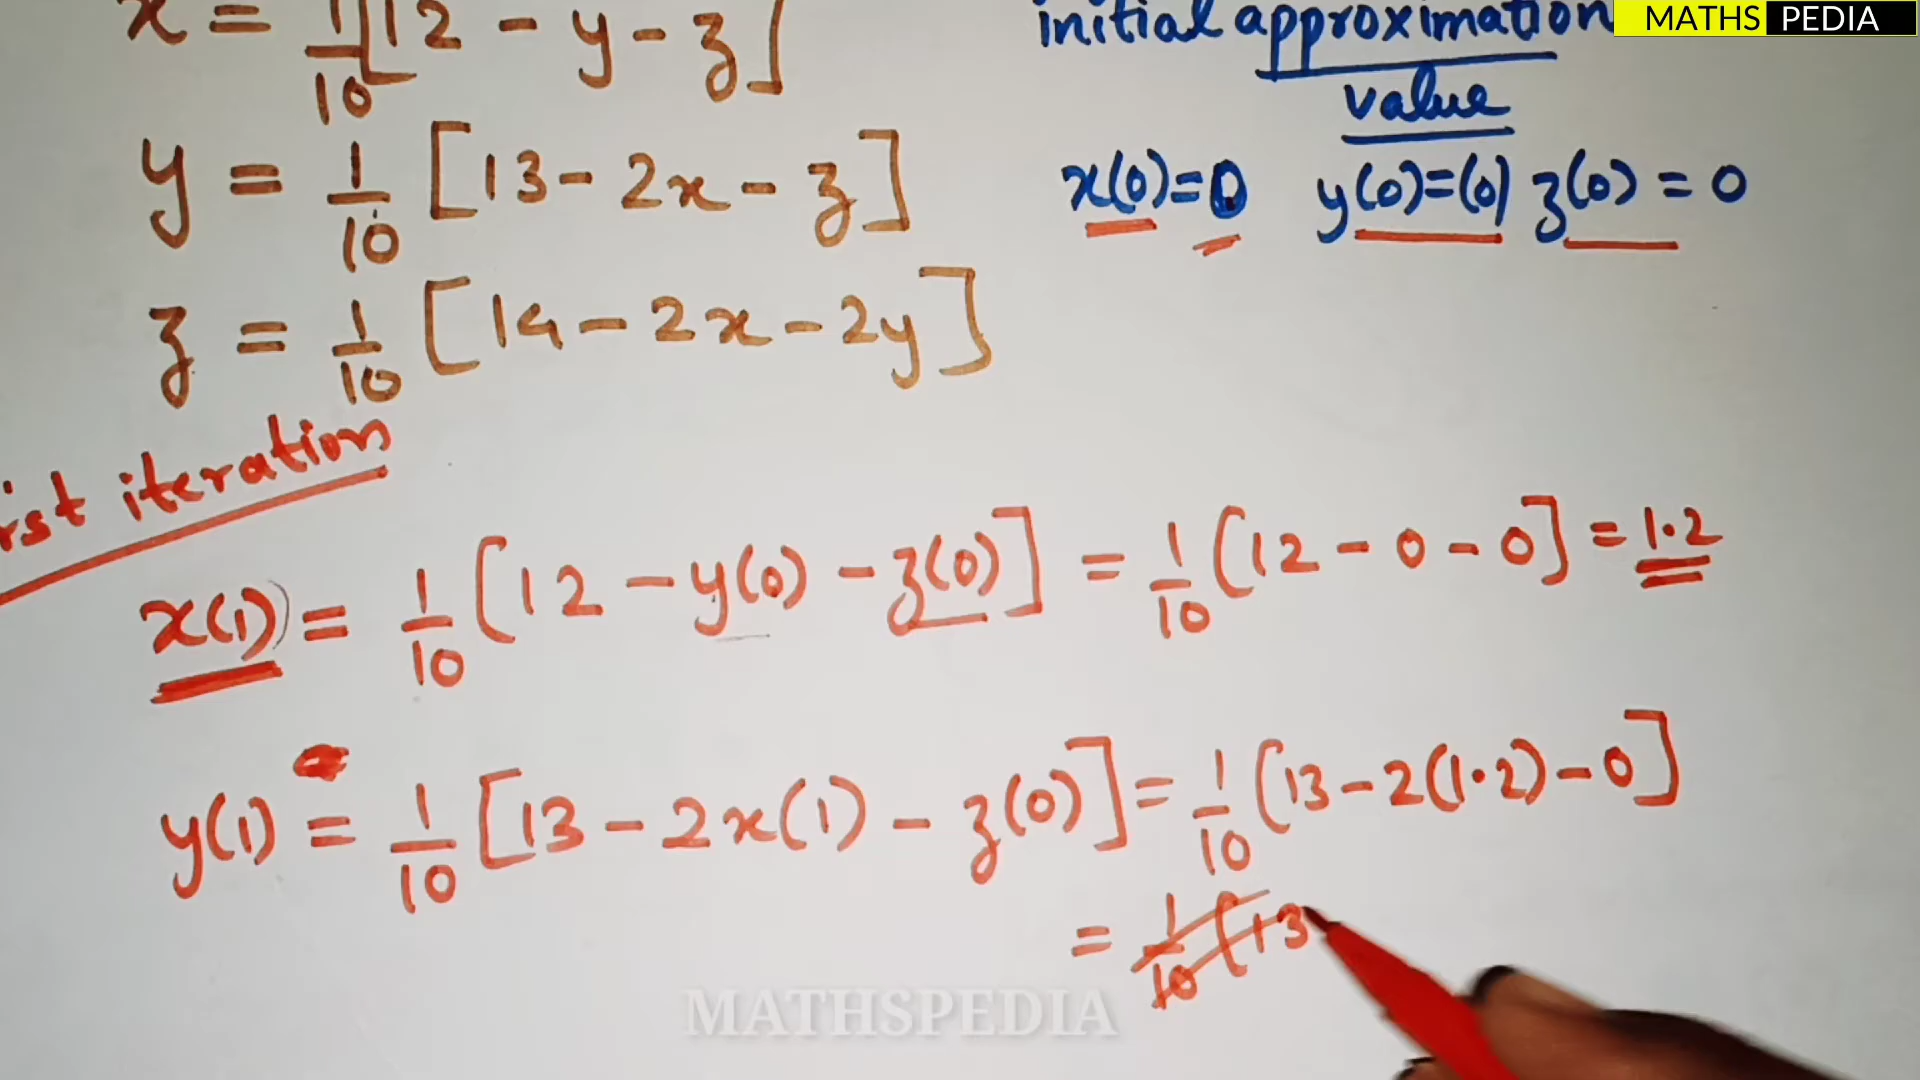 MATHS PEDIA
initial approximation
value
x = 1/10 [12 - y - z]
y = 1/10 [13 - 2x - z]
x(0)=0 y(0)=(0) z(0) = 0
z = 1/10 [14 - 2x - 2y]
irst iteration
x(1) = 1/10 [12 - y(0) - z(0)] = 1/10 (12 - 0 - 0] = 1.2
y(1) = 1/10 [13 - 2x(1) - z(0)] = 1/10 (13 - 2(1.2) - 0]
= 1/10 (13
MATHSPEDIA